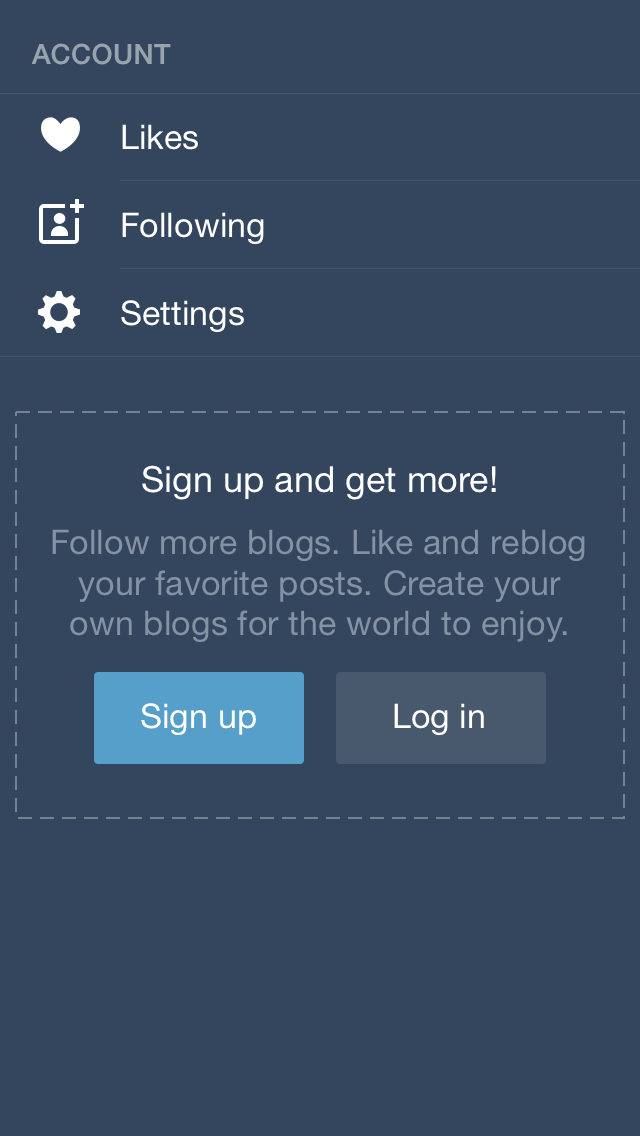 ACCOUNT
Likes
Following
Settings
Sign up and get more!
Follow more blogs. Like and reblog
your favorite posts. Create your
own blogs for the world to enjoy.
Sign up
Log in